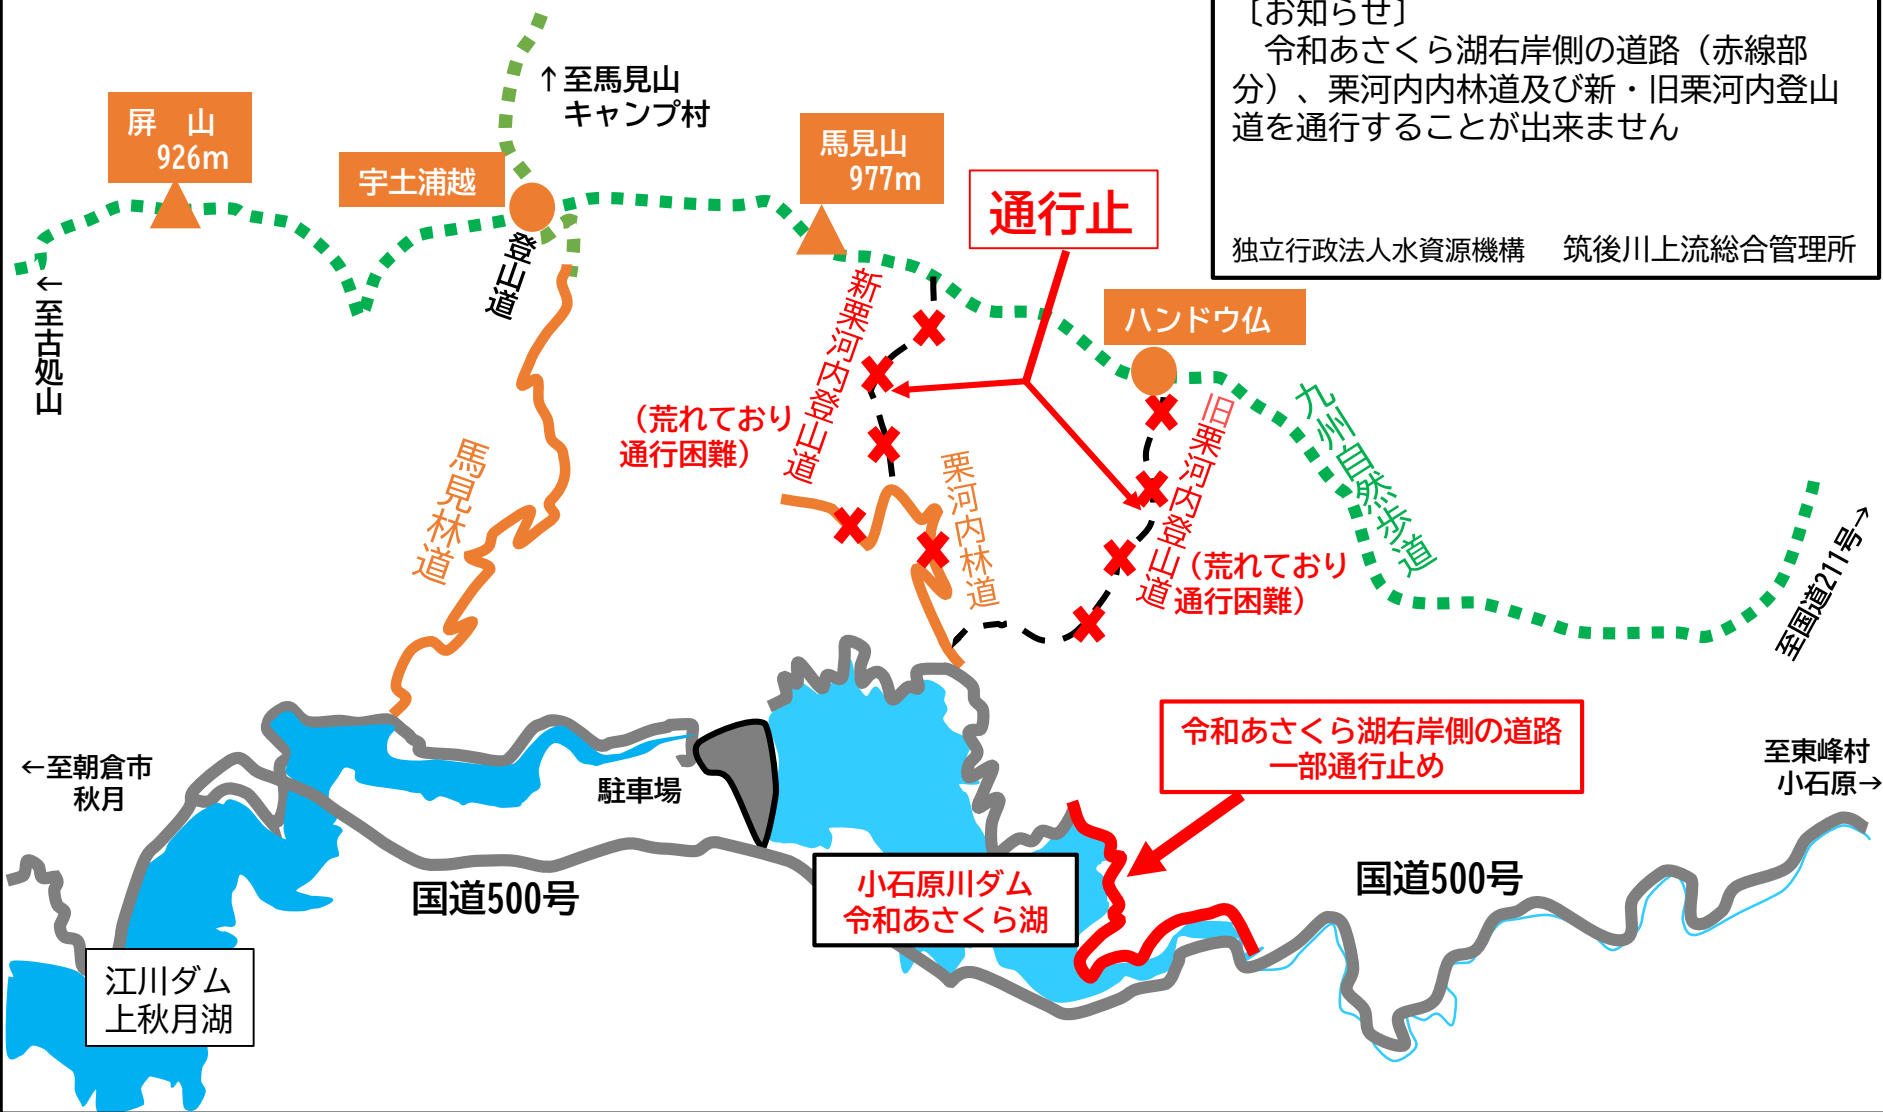 〔お知らせ〕
令和あさくら湖右岸側の道路（赤線部
分）、栗河内内林道及び新・旧栗河内登山
道を通行することが出来ません
独立行政法人水資源機構 筑後川上流総合管理所
↑至馬見山
キャンプ村
屏 山
926m
宇土浦越
馬見山
977m
通行止
ハンドウ仏
登山道
←至古処山
新栗河内登山道
（荒れており
通行困難）
旧栗河内登山道
（荒れており
通行困難）
九州自然歩道
馬見林道
栗河内林道
至国道211号→
令和あさくら湖右岸側の道路
一部通行止め
至東峰村
小石原→
←至朝倉市
秋月
駐車場
国道500号
国道500号
小石原川ダム
令和あさくら湖
江川ダム
上秋月湖